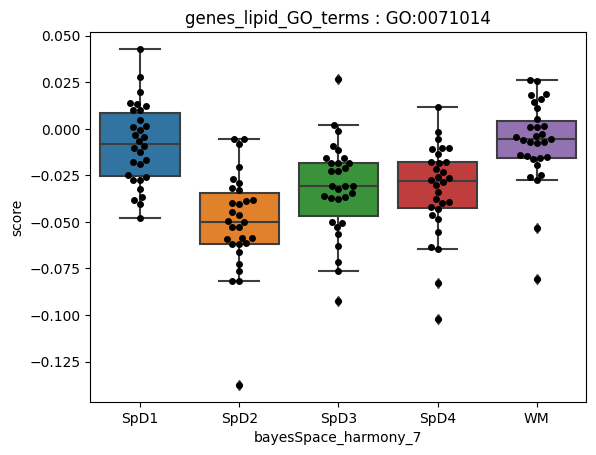 genes_lipid_GO_terms : GO:0071014
0.050
0.025
0.000
−0.025
−0.050
−0.075
−0.100
−0.125
score
SpD1 SpD2 SpD3 SpD4 WM
bayesSpace_harmony_7